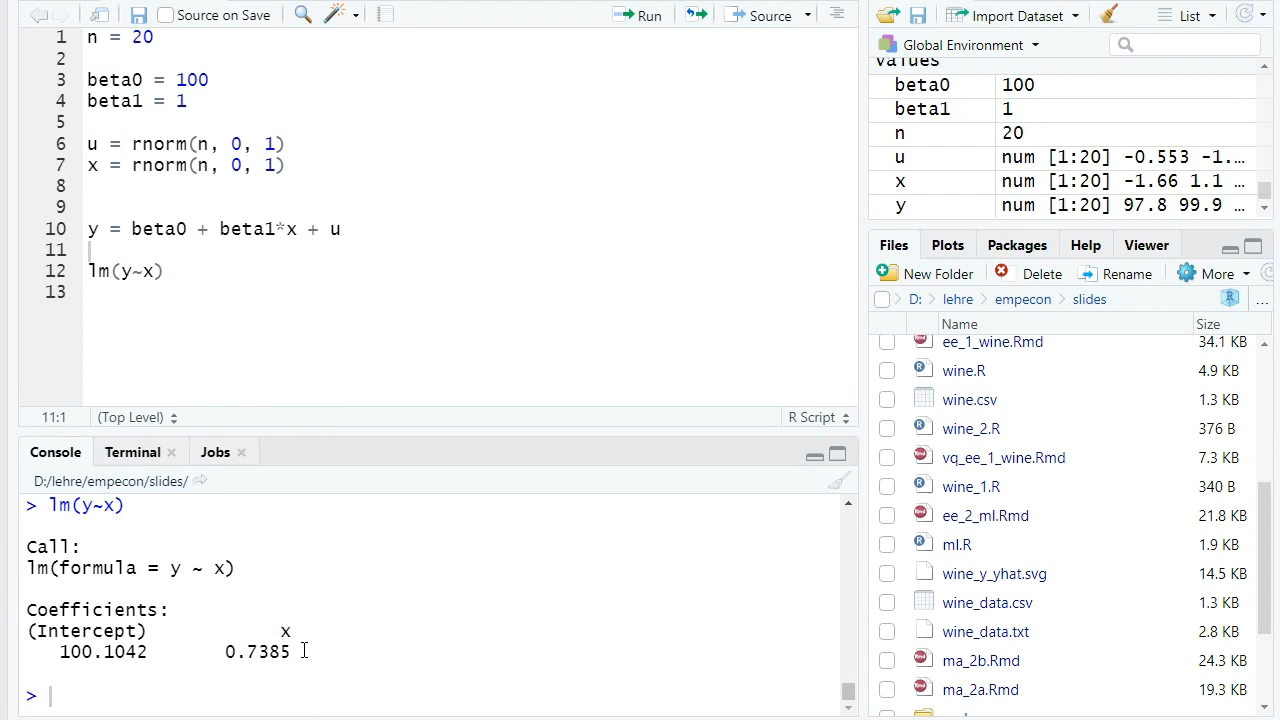 Source on Save
Run
Source
1 n = 20
2
3 beta0 = 100
4 beta1 = 1
5
6 u = rnorm(n, 0, 1)
7 x = rnorm(n, 0, 1)
8
9
10 y = beta0 + beta1*x + u
11
12 lm(y~x)
13
11:1 (Top Level) R Script
Console Terminal Jobs
D:/lehre/empecon/slides/
> lm(y~x)
Call:
lm(formula = y ~ x)
Coefficients:
(Intercept) x
100.1042 0.7385
>
Import Dataset List
Global Environment
values
beta0 100
beta1 1
n 20
u num [1:20] -0.553 -1.…
x num [1:20] -1.66 1.1 …
y num [1:20] 97.8 99.9 …
Files Plots Packages Help Viewer
New Folder Delete Rename More
D: lehre empecon slides ...
Name Size
ee_1_wine.Rmd 34.1 KB
wine.R 4.9 KB
wine.csv 1.3 KB
wine_2.R 376 B
vq_ee_1_wine.Rmd 7.3 KB
wine_1.R 340 B
ee_2_ml.Rmd 21.8 KB
ml.R 1.9 KB
wine_y_yhat.svg 14.5 KB
wine_data.csv 1.3 KB
wine_data.txt 2.8 KB
ma_2b.Rmd 24.3 KB
ma_2a.Rmd 19.3 KB